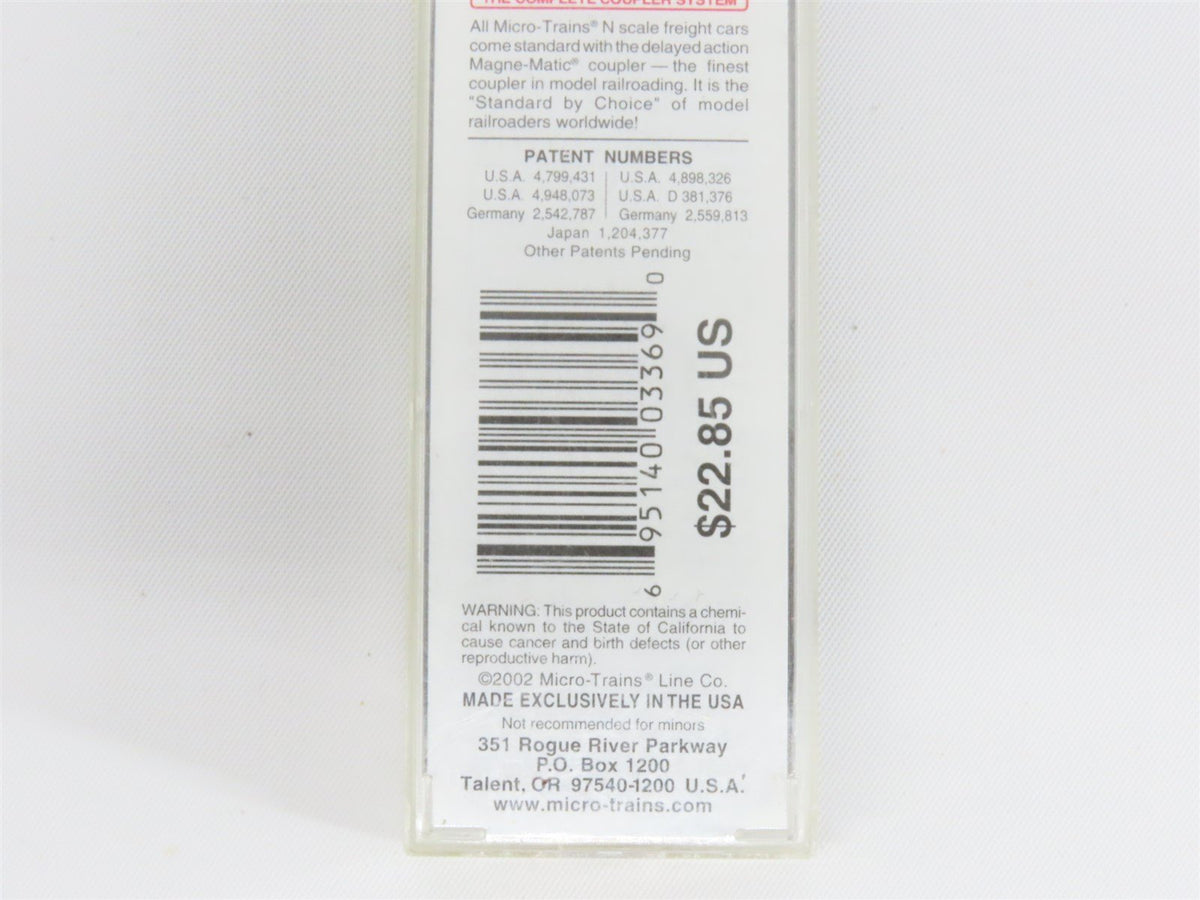 THE COMPLETE COUPLER SYSTEM
All Micro-Trains® N scale freight cars
come standard with the delayed action
Magne-Matic® coupler — the finest
coupler in model railroading. It is the
"Standard by Choice" of model
railroaders worldwide!
PATENT NUMBERS
U.S.A. 4,799,431 | U.S.A. 4,898,326
U.S.A. 4,948,073 | U.S.A. D 381,376
Germany 2,542,787 | Germany 2,559,813
Japan 1,204,377
Other Patents Pending
6 95140 03369 0
$22.85 US
WARNING: This product contains a chemi-
cal known to the State of California to
cause cancer and birth defects (or other
reproductive harm).
©2002 Micro-Trains® Line Co.
MADE EXCLUSIVELY IN THE USA
Not recommended for minors
351 Rogue River Parkway
P.O. Box 1200
Talent, OR 97540-1200 U.S.A.
www.micro-trains.com